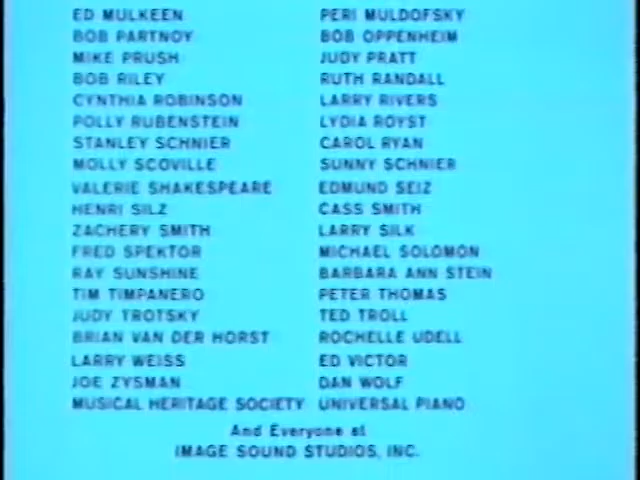 ED MULKEEN PERI MULDOFSKY
BOB PARTNOY BOB OPPENHEIM
MIKE PRUSH JUDY PRATT
BOB RILEY RUTH RANDALL
CYNTHIA ROBINSON LARRY RIVERS
POLLY RUBENSTEIN LYDIA ROYST
STANLEY SCHNIER CAROL RYAN
MOLLY SCOVILLE SUNNY SCHNIER
VALERIE SHAKESPEARE EDMUND SEIZ
HENRI SILZ CASS SMITH
ZACHERY SMITH LARRY SILK
FRED SPEKTOR MICHAEL SOLOMON
RAY SUNSHINE BARBARA ANN STEIN
TIM TIMPANERO PETER THOMAS
JUDY TROTSKY TED TROLL
BRIAN VAN DER HORST ROCHELLE UDELL
LARRY WEISS ED VICTOR
JOE ZYSMAN DAN WOLF
MUSICAL HERITAGE SOCIETY UNIVERSAL PIANO
And Everyone at
IMAGE SOUND STUDIOS, INC.